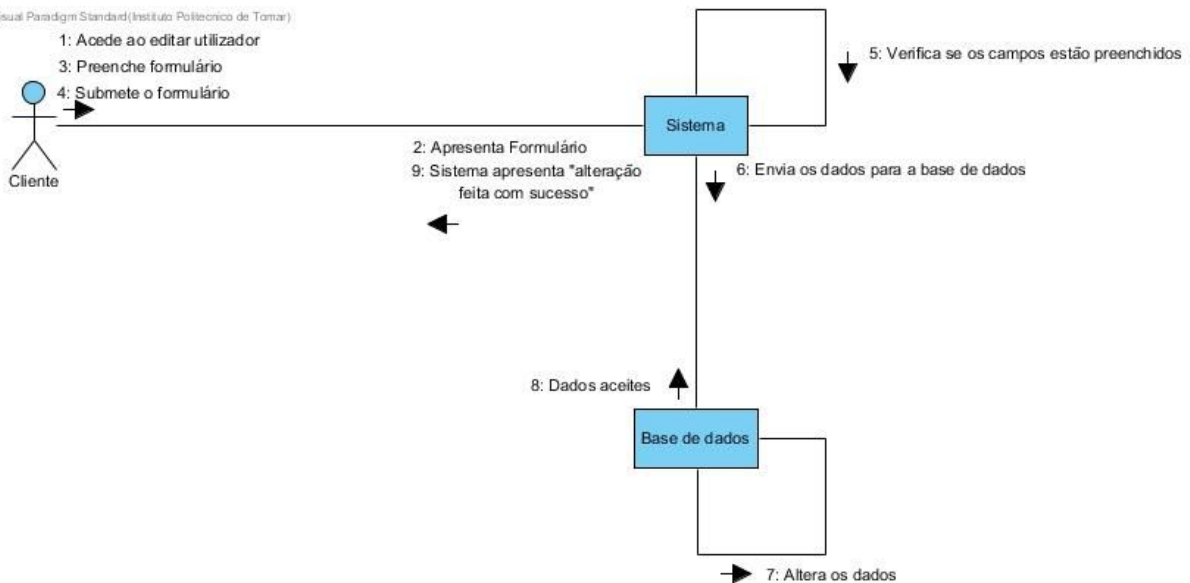 sual Paradigm Standard(Instituto Politecnico de Tomar)
1: Acede ao editar utilizador
3: Preenche formulário
4: Submete o formulário
Cliente
5: Verifica se os campos estão preenchidos
Sistema
2: Apresenta Formulário
9: Sistema apresenta "alteração
feita com sucesso"
6: Envia os dados para a base de dados
8: Dados aceites
Base de dados
7: Altera os dados